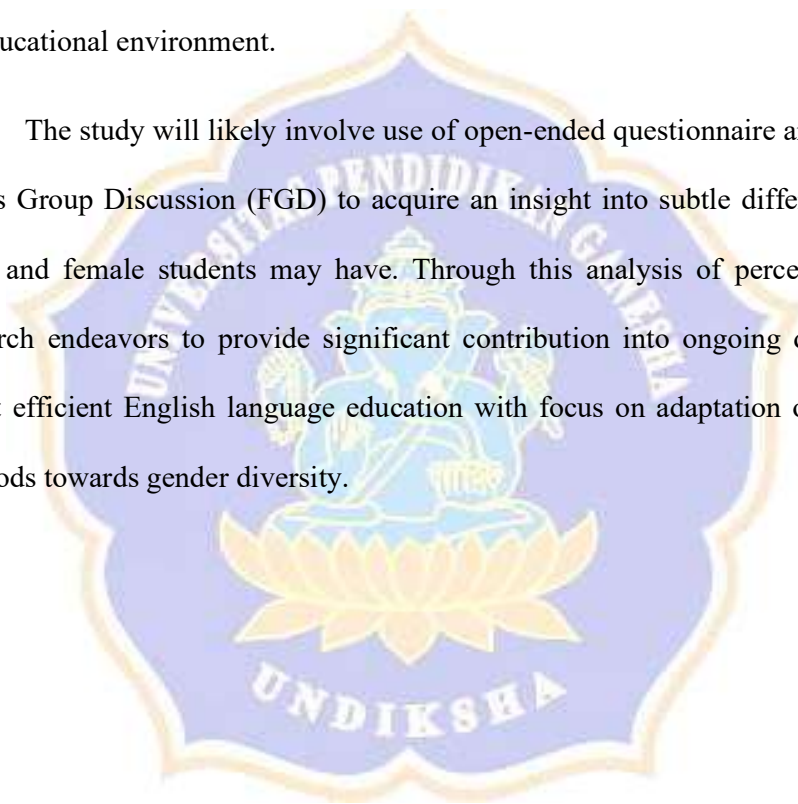 ucational environment.
The study will likely involve use of open-ended questionnaire a
s Group Discussion (FGD) to acquire an insight into subtle diffe
and female students may have. Through this analysis of perce
rch endeavors to provide significant contribution into ongoing
t efficient English language education with focus on adaptation
ods towards gender diversity.
UNIVERSITAS PENDIDIKAN GANESHA
UNDIKSHA